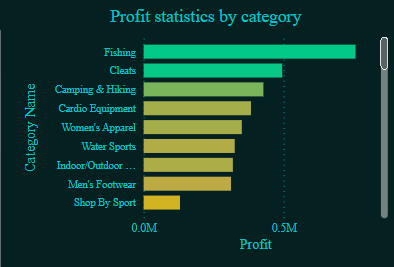 Profit statistics by category
Category Name
Fishing
Cleats
Camping & Hiking
Cardio Equipment
Women's Apparel
Water Sports
Indoor/Outdoor ...
Men's Footwear
Shop By Sport
0.0M 0.5M
Profit